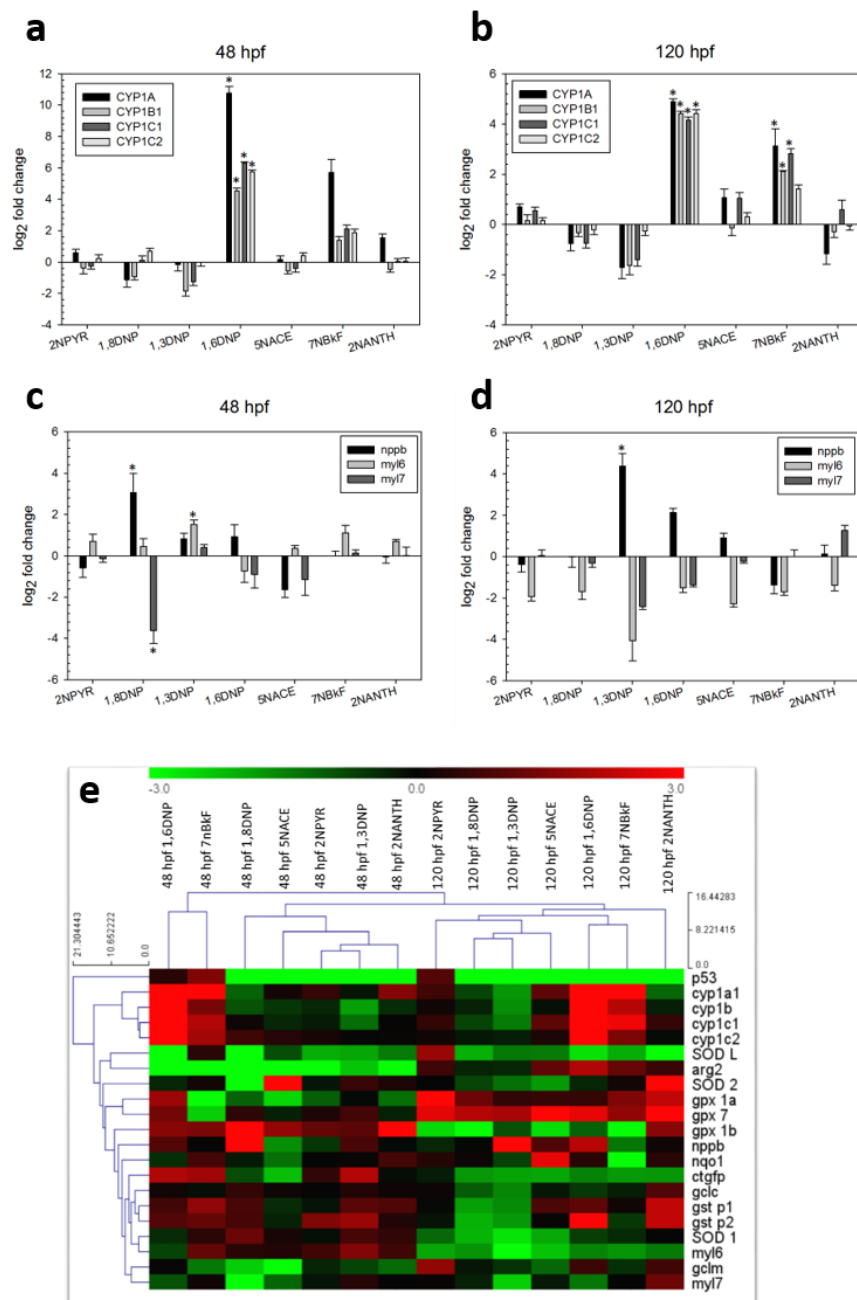 a
48 hpf
log2 fold change
12
10
8
6
4
2
0
-2
-4
CYP1A
CYP1B1
CYP1C1
CYP1C2
* * * *
2NPYR 1,8DNP 1,3DNP 1,6DNP 5NACE 7NBkF 2NANTH
b
120 hpf
log2 fold change
6
4
2
0
-2
-4
CYP1A
CYP1B1
CYP1C1
CYP1C2
* * * * * * *
2NPYR 1,8DNP 1,3DNP 1,6DNP 5NACE 7NBkF 2NANTH
c
48 hpf
log2 fold change
6
4
2
0
-2
-4
-6
nppb
myl6
myl7
* * *
2NPYR 1,8DNP 1,3DNP 1,6DNP 5NACE 7NBkF 2NANTH
d
120 hpf
log2 fold change
6
4
2
0
-2
-4
-6
nppb
myl6
myl7
*
2NPYR 1,8DNP 1,3DNP 1,6DNP 5NACE 7NBkF 2NANTH
e
-3.0 0.0 3.0
48 hpf 1,6DNP
48 hpf 7nBkF
48 hpf 1,8DNP
48 hpf 5NACE
48 hpf 2NPYR
48 hpf 1,3DNP
48 hpf 2NANTH
120 hpf 2NPYR
120 hpf 1,8DNP
120 hpf 1,3DNP
120 hpf 5NACE
120 hpf 1,6DNP
120 hpf 7NBKF
120 hpf 2NANTH
21.304443
10.652222
0.0
16.44283
8.221415
0.0
p53
cyp1a1
cyp1b
cyp1c1
cyp1c2
SOD L
arg2
SOD 2
gpx 1a
gpx 7
gpx 1b
nppb
nqo1
ctgfp
gclc
gst p1
gst p2
SOD 1
myl6
gclm
myl7